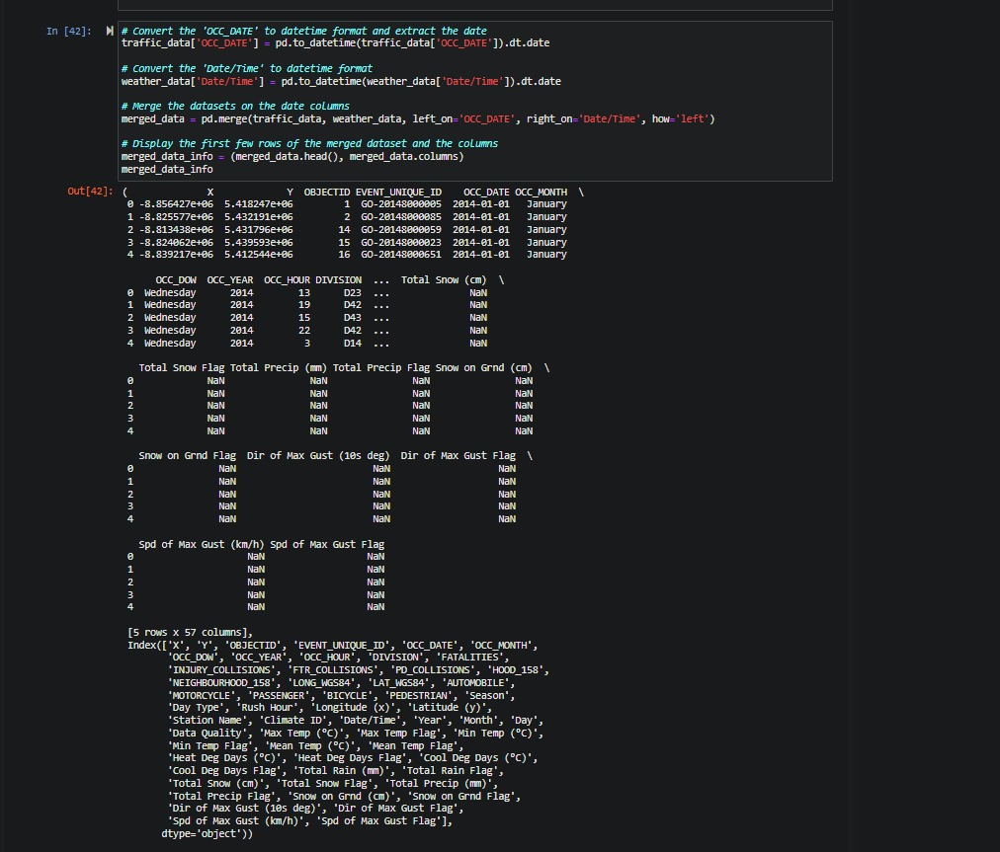 In [42]:
# Convert the 'OCC_DATE' to datetime format and extract the date
traffic_data['OCC_DATE'] = pd.to_datetime(traffic_data['OCC_DATE']).dt.date
# Convert the 'Date/Time' to datetime format
weather_data['Date/Time'] = pd.to_datetime(weather_data['Date/Time']).dt.date
# Merge the datasets on the date columns
merged_data = pd.merge(traffic_data, weather_data, left_on='OCC_DATE', right_on='Date/Time', how='left')
# Display the first few rows of the merged dataset and the columns
merged_data_info = (merged_data.head(), merged_data.columns)
merged_data_info
Out[42]: ( X Y OBJECTID EVENT_UNIQUE_ID OCC_DATE OCC_MONTH \
0 -8.856427e+06 5.418247e+06 1 GO-20148000005 2014-01-01 January
1 -8.825577e+06 5.432191e+06 2 GO-20148000085 2014-01-01 January
2 -8.813438e+06 5.431796e+06 14 GO-20148000059 2014-01-01 January
3 -8.824062e+06 5.439593e+06 15 GO-20148000023 2014-01-01 January
4 -8.839217e+06 5.412544e+06 16 GO-20148000651 2014-01-01 January
OCC_DOW OCC_YEAR OCC_HOUR DIVISION ... Total Snow (cm) \
0 Wednesday 2014 13 D23 ... NaN
1 Wednesday 2014 19 D42 ... NaN
2 Wednesday 2014 15 D43 ... NaN
3 Wednesday 2014 22 D42 ... NaN
4 Wednesday 2014 3 D14 ... NaN
Total Snow Flag Total Precip (mm) Total Precip Flag Snow on Grnd (cm) \
0 NaN NaN NaN NaN
1 NaN NaN NaN NaN
2 NaN NaN NaN NaN
3 NaN NaN NaN NaN
4 NaN NaN NaN NaN
Snow on Grnd Flag Dir of Max Gust (10s deg) Dir of Max Gust Flag \
0 NaN NaN NaN
1 NaN NaN NaN
2 NaN NaN NaN
3 NaN NaN NaN
4 NaN NaN NaN
Spd of Max Gust (km/h) Spd of Max Gust Flag
0 NaN NaN
1 NaN NaN
2 NaN NaN
3 NaN NaN
4 NaN NaN
[5 rows x 57 columns],
Index(['X', 'Y', 'OBJECTID', 'EVENT_UNIQUE_ID', 'OCC_DATE', 'OCC_MONTH',
'OCC_DOW', 'OCC_YEAR', 'OCC_HOUR', 'DIVISION', 'FATALITIES',
'INJURY_COLLISIONS', 'FTR_COLLISIONS', 'PD_COLLISIONS', 'HOOD_158',
'NEIGHBOURHOOD_158', 'LONG_WGS84', 'LAT_WGS84', 'AUTOMOBILE',
'MOTORCYCLE', 'PASSENGER', 'BICYCLE', 'PEDESTRIAN', 'Season',
'Day Type', 'Rush Hour', 'Longitude (x)', 'Latitude (y)',
'Station Name', 'Climate ID', 'Date/Time', 'Year', 'Month', 'Day',
'Data Quality', 'Max Temp (°C)', 'Max Temp Flag', 'Min Temp (°C)',
'Min Temp Flag', 'Mean Temp (°C)', 'Mean Temp Flag',
'Heat Deg Days (°C)', 'Heat Deg Days Flag', 'Cool Deg Days (°C)',
'Cool Deg Days Flag', 'Total Rain (mm)', 'Total Rain Flag',
'Total Snow (cm)', 'Total Snow Flag', 'Total Precip (mm)',
'Total Precip Flag', 'Snow on Grnd (cm)', 'Snow on Grnd Flag',
'Dir of Max Gust (10s deg)', 'Dir of Max Gust Flag',
'Spd of Max Gust (km/h)', 'Spd of Max Gust Flag'],
dtype='object'))